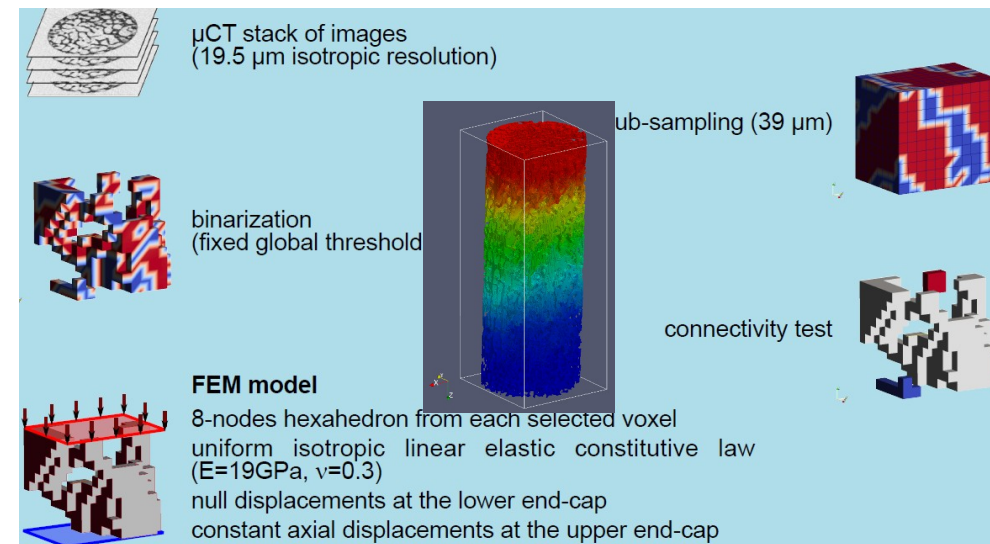 µCT stack of images
(19.5 µm isotropic resolution)
ub-sampling (39 µm)
binarization
(fixed global threshold
connectivity test
FEM model
8-nodes hexahedron from each selected voxel
uniform isotropic linear elastic constitutive law
(E=19GPa, ν=0.3)
null displacements at the lower end-cap
constant axial displacements at the upper end-cap